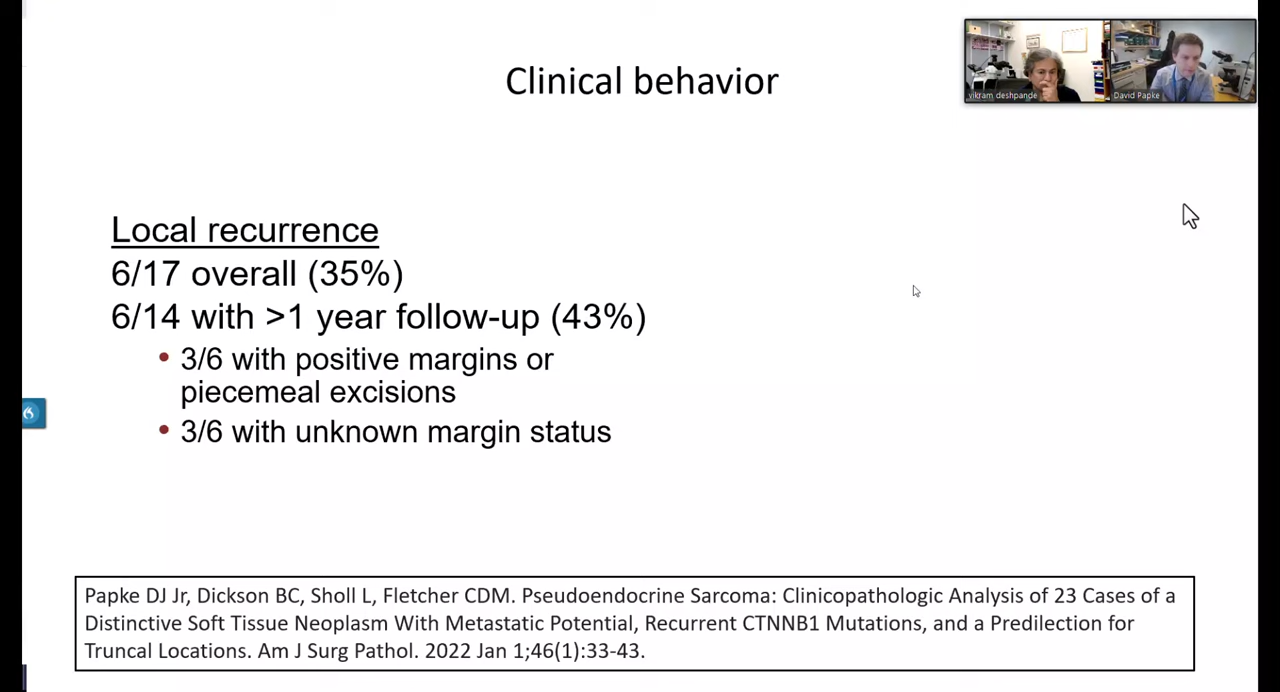 Clinical behavior
vikram deshpande
David Papke
Local recurrence
6/17 overall (35%)
6/14 with >1 year follow-up (43%)
• 3/6 with positive margins or
piecemeal excisions
• 3/6 with unknown margin status
Papke DJ Jr, Dickson BC, Sholl L, Fletcher CDM. Pseudoendocrine Sarcoma: Clinicopathologic Analysis of 23 Cases of a
Distinctive Soft Tissue Neoplasm With Metastatic Potential, Recurrent CTNNB1 Mutations, and a Predilection for
Truncal Locations. Am J Surg Pathol. 2022 Jan 1;46(1):33-43.